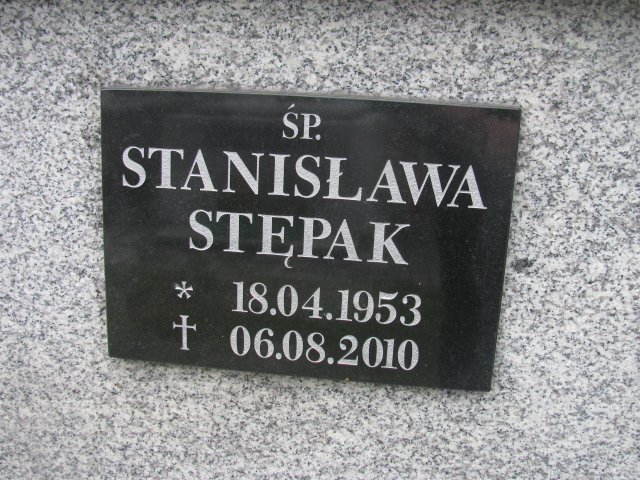 ŚP.
STANISŁAWA
STĘPAK
* 18.04.1953
† 06.08.2010